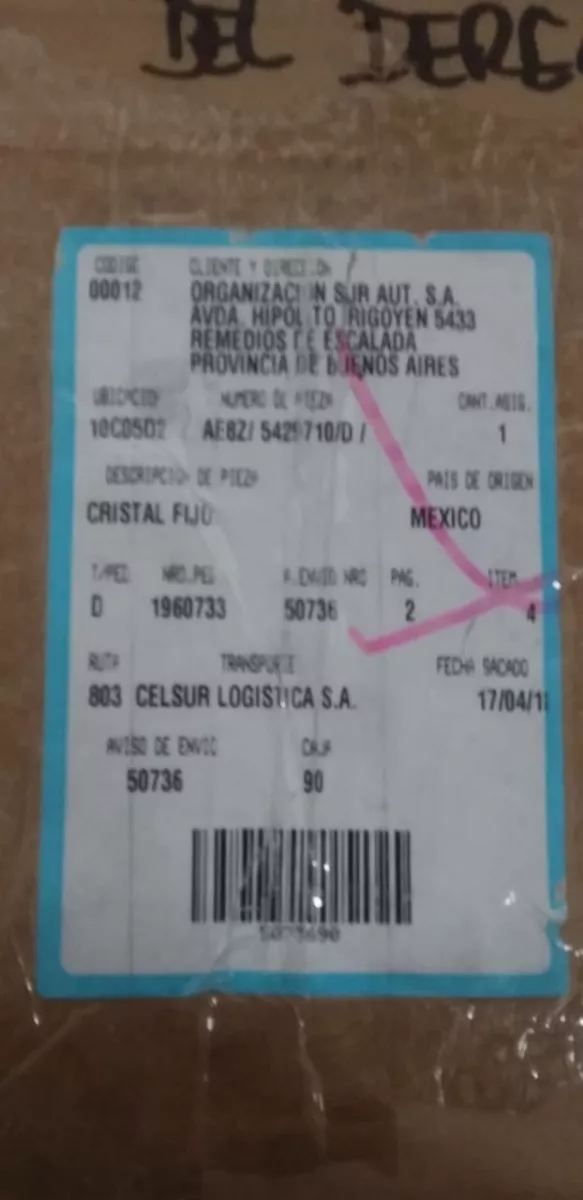 DEL DERE
CODIGO CLIENTE Y DIRECCION
00012 ORGANIZACION SUR AUT. S.A.
AVDA. HIPOLITO IRIGOYEN 5433
REMEDIOS DE ESCALADA
PROVINCIA DE BUENOS AIRES
UBICACION NUMERO DE PIEZA CANT.ASIG.
10C05D2 AE8Z/ 5429710/D / 1
DESCRIPCION DE PIEZA PAIS DE ORIGEN
CRISTAL FIJO MEXICO
T/PED NRO.PED A.ENVIO NRO PAG. ITEM
D 1960733 50736 2 4
RUTA TRANSPORTE FECHA SACADO
803 CELSUR LOGISTICA S.A. 17/04/1
AVISO DE ENVIO CAJA
50736 90
5073690